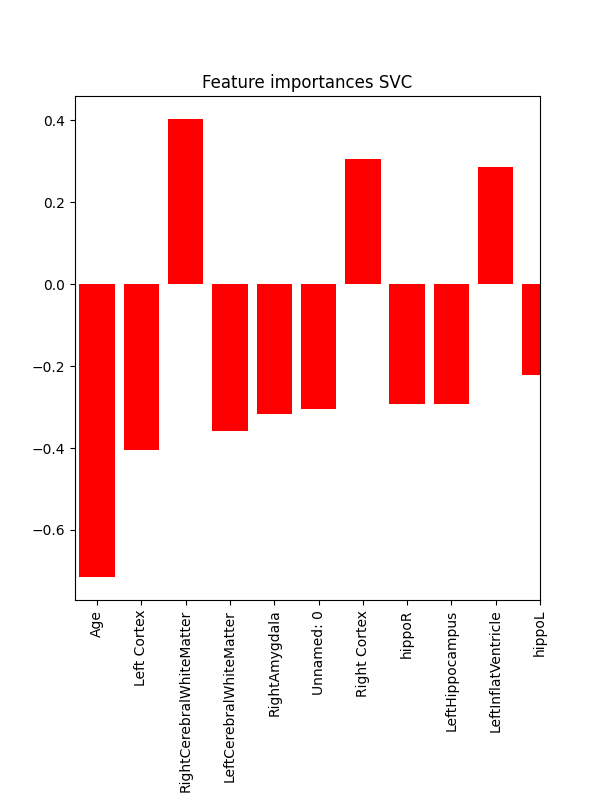 Feature importances SVC
0.4
0.2
0.0
−0.2
−0.4
−0.6
Age
Left Cortex
RightCerebralWhiteMatter
LeftCerebralWhiteMatter
RightAmygdala
Unnamed: 0
Right Cortex
hippoR
LeftHippocampus
LeftInflatVentricle
hippoL